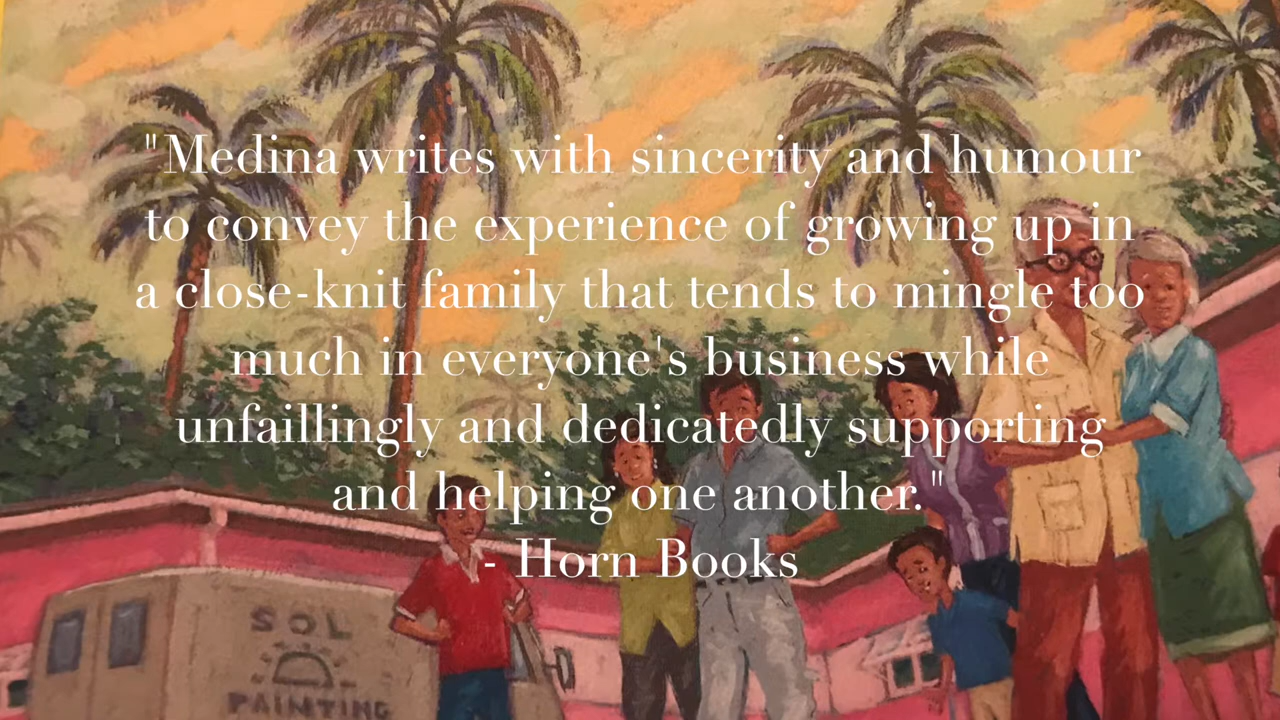 "Medina writes with sincerity and humour
to convey the experience of growing up in
a close-knit family that tends to mingle too
much in everyone's business while
unfaillingly and dedicatedly supporting
and helping one another."
- Horn Books
SOL
PAINTING